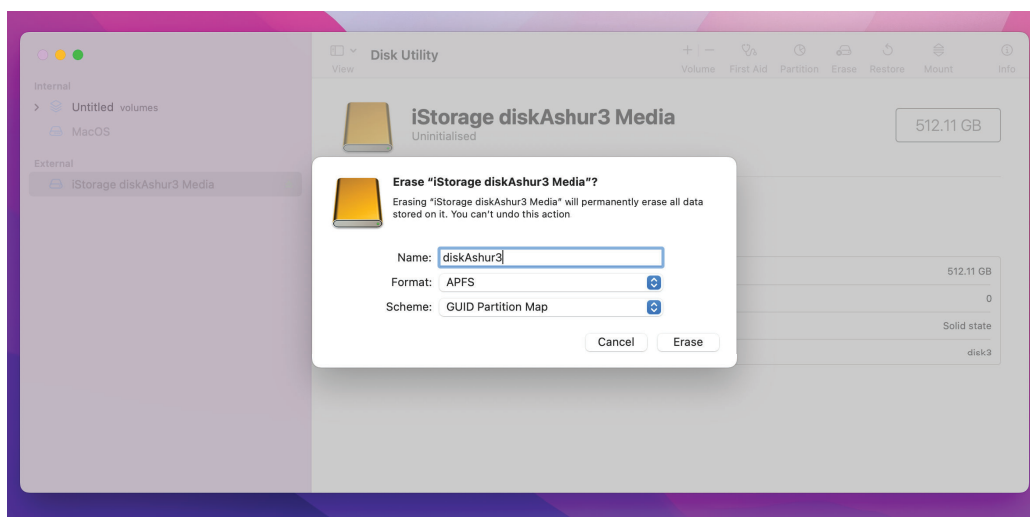 Disk Utility
View
Volume First Aid Partition Erase Restore Mount Info
Internal
Untitled volumes
MacOS
External
iStorage diskAshur3 Media
iStorage diskAshur3 Media
Uninitialised
512.11 GB
Erase “iStorage diskAshur3 Media”?
Erasing “iStorage diskAshur3 Media” will permanently erase all data
stored on it. You can’t undo this action
Name: diskAshur3
Format: APFS
Scheme: GUID Partition Map
Cancel Erase
512.11 GB
0
Solid state
disk3